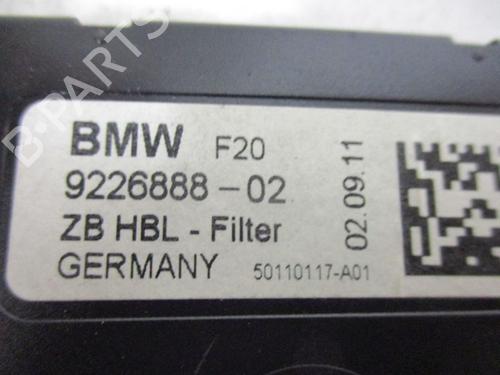 BMW F20
9226888-02
ZB HBL - Filter
GERMANY 50110117-A01
02.09.11
B-PARTS